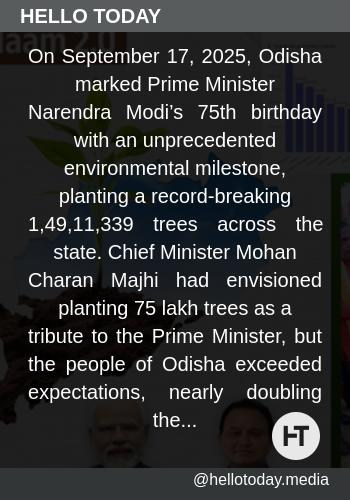 HELLO TODAY
laam 2.0
On September 17, 2025, Odisha
marked Prime Minister
Narendra Modi’s 75th birthday
with an unprecedented
environmental milestone,
planting a record-breaking
1,49,11,339 trees across the
state. Chief Minister Mohan
Charan Majhi had envisioned
planting 75 lakh trees as a
tribute to the Prime Minister, but
the people of Odisha exceeded
expectations, nearly doubling
the...
HT
@hellotoday.media